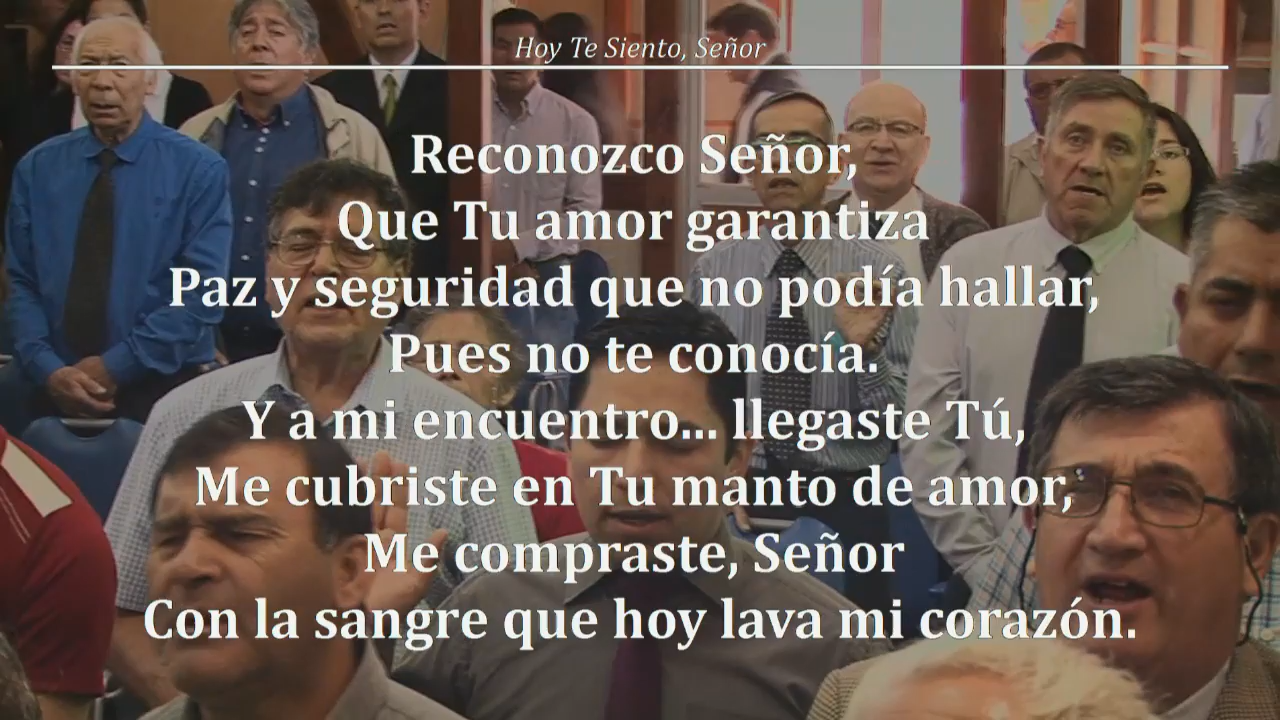 Hoy Te Siento, Señor
Reconozco Señor,
Que Tu amor garantiza
Paz y seguridad que no podía hallar,
Pues no te conocía.
Y a mi encuentro... llegaste Tú,
Me cubriste en Tu manto de amor,
Me compraste, Señor
Con la sangre que hoy lava mi corazón.